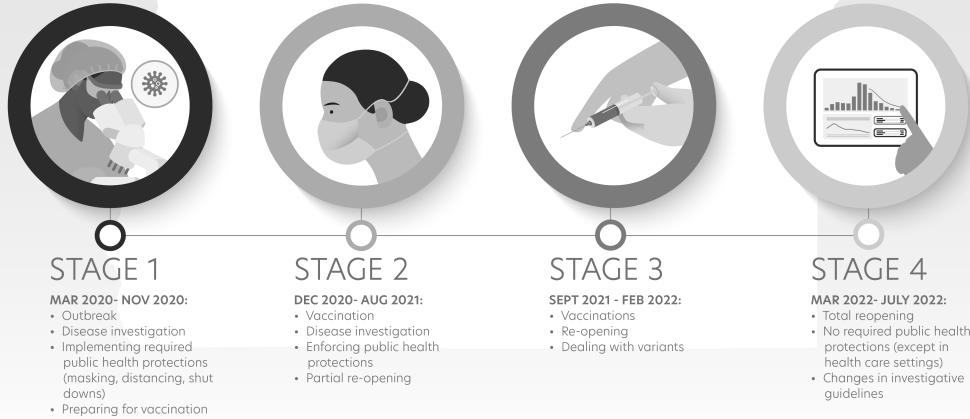 STAGE 1
MAR 2020- NOV 2020:
• Outbreak
• Disease investigation
• Implementing required
public health protections
(masking, distancing, shut
downs)
• Preparing for vaccination
STAGE 2
DEC 2020- AUG 2021:
• Vaccination
• Disease investigation
• Enforcing public health
protections
• Partial re-opening
STAGE 3
SEPT 2021 - FEB 2022:
• Vaccinations
• Re-opening
• Dealing with variants
STAGE 4
MAR 2022- JULY 2022:
• Total reopening
• No required public health
protections (except in
health care settings)
• Changes in investigative
guidelines